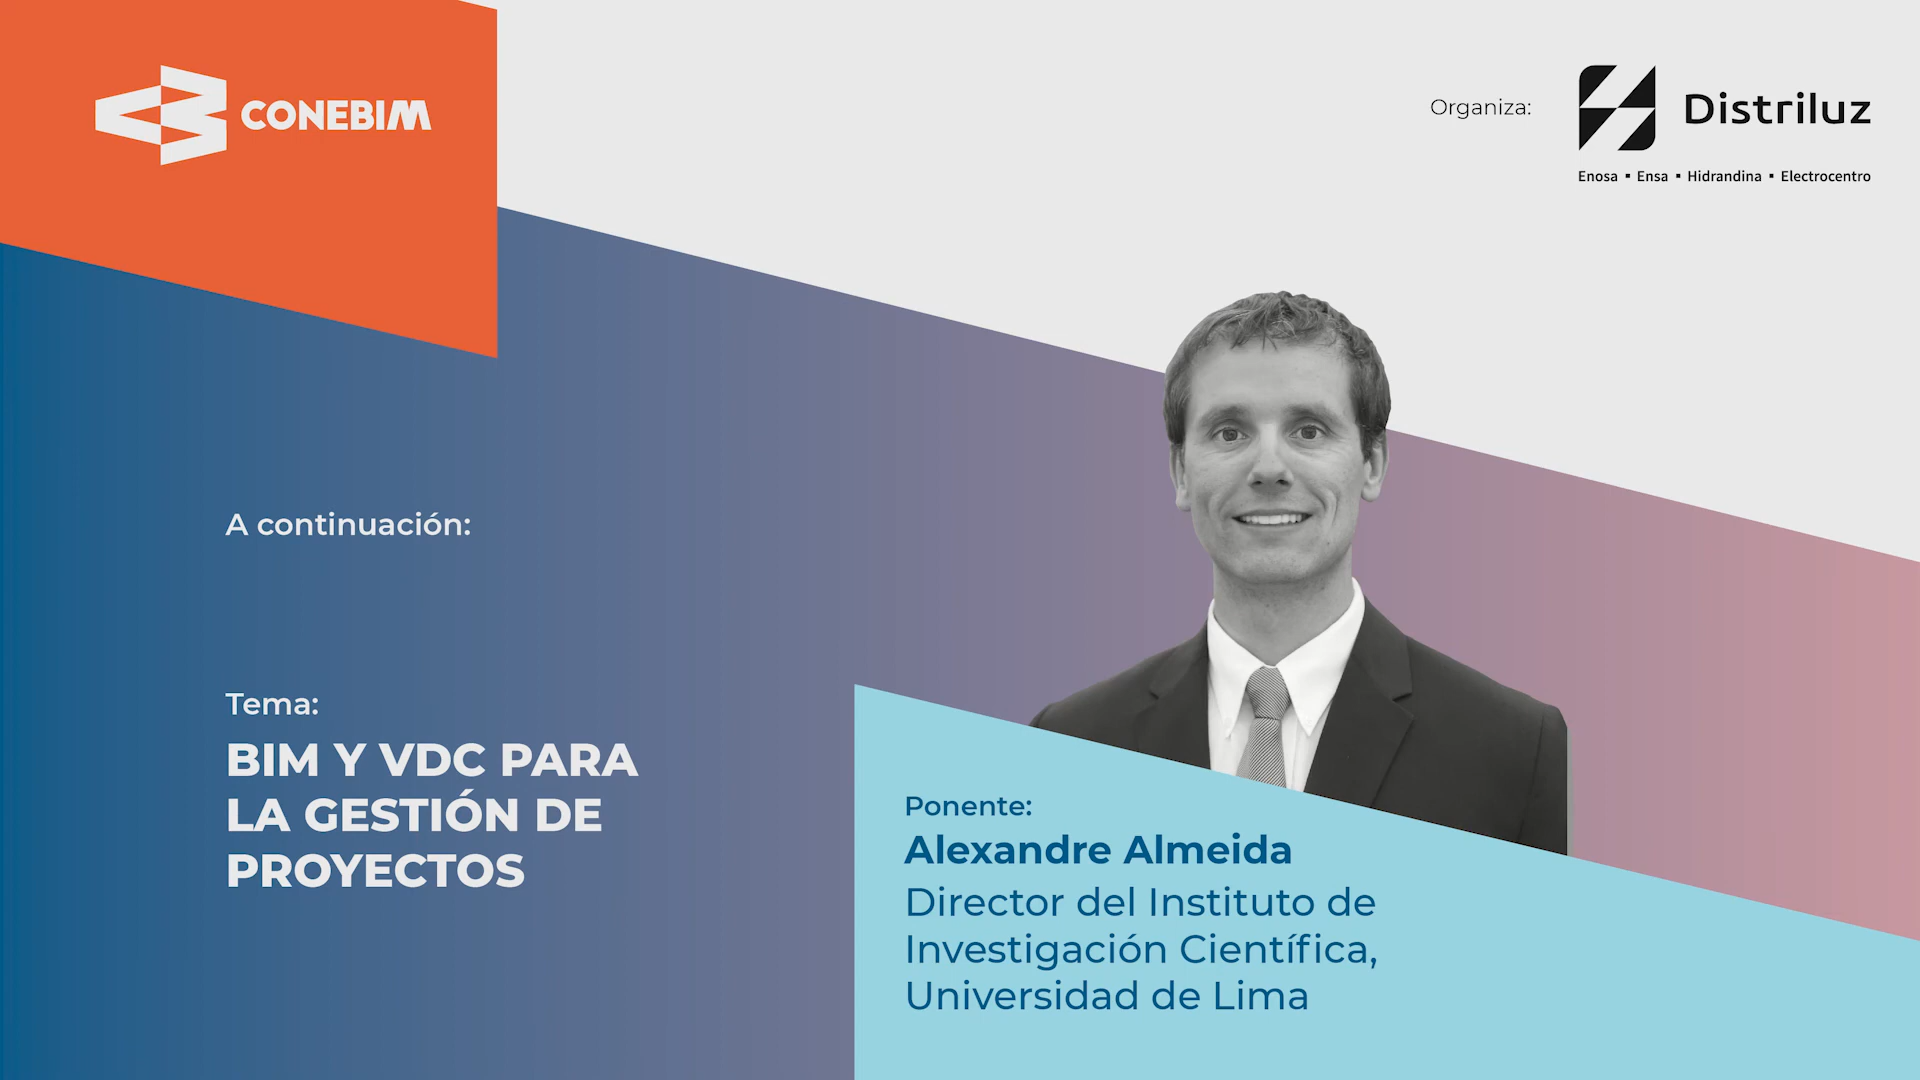 CONEBIM
Organiza:
Distriluz
Enosa ▪ Ensa ▪ Hidrandina ▪ Electrocentro
A continuación:
Tema:
BIM Y VDC PARA
LA GESTIÓN DE
PROYECTOS
Ponente:
Alexandre Almeida
Director del Instituto de
Investigación Científica,
Universidad de Lima